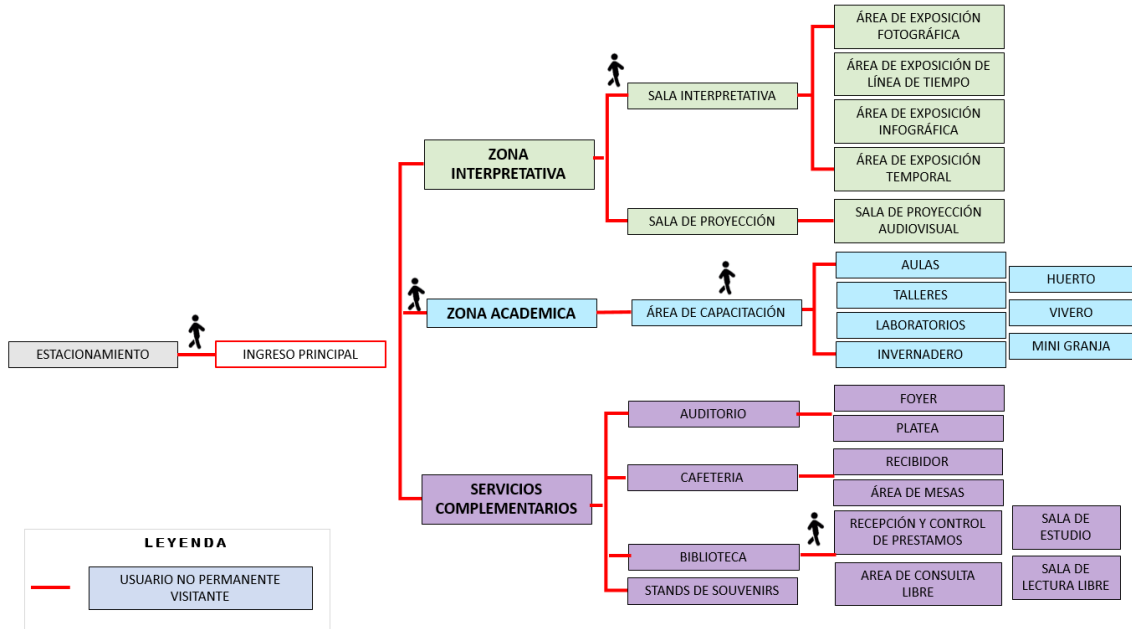 ESTACIONAMIENTO
INGRESO PRINCIPAL
ZONA
INTERPRETATIVA
SALA INTERPRETATIVA
ÁREA DE EXPOSICIÓN
FOTOGRÁFICA
ÁREA DE EXPOSICIÓN DE
LÍNEA DE TIEMPO
ÁREA DE EXPOSICIÓN
INFOGRÁFICA
ÁREA DE EXPOSICIÓN
TEMPORAL
SALA DE PROYECCIÓN
SALA DE PROYECCIÓN
AUDIOVISUAL
ZONA ACADEMICA
ÁREA DE CAPACITACIÓN
AULAS
TALLERES
LABORATORIOS
INVERNADERO
HUERTO
VIVERO
MINI GRANJA
SERVICIOS
COMPLEMENTARIOS
AUDITORIO
FOYER
PLATEA
CAFETERIA
RECIBIDOR
ÁREA DE MESAS
BIBLIOTECA
RECEPCIÓN Y CONTROL
DE PRESTAMOS
AREA DE CONSULTA
LIBRE
SALA DE
ESTUDIO
SALA DE
LECTURA LIBRE
STANDS DE SOUVENIRS
LEYENDA
USUARIO NO PERMANENTE
VISITANTE